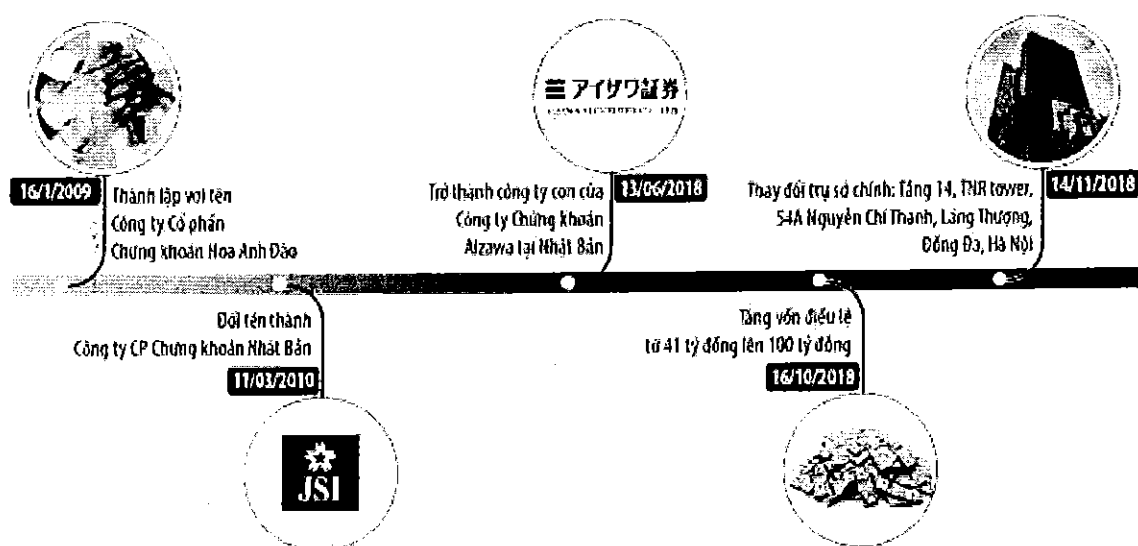 アイザワ証券
16/1/2009
Thành lập với tên
Công ty Cổ phần
Chứng khoán Hoa Anh Đào
Trở thành công ty con của
Công ty Chứng khoán
Aizawa tại Nhật Bản
13/06/2018
Thay đổi trụ sở chính: Tầng 14, TNR tower,
54A Nguyễn Chí Thanh, Láng Thượng,
Đống Đa, Hà Nội
14/11/2018
Đổi tên thành
Công ty CP Chứng khoán Nhật Bản
11/03/2010
JSI
Tăng vốn điều lệ
từ 41 tỷ đồng lên 100 tỷ đồng
16/10/2018